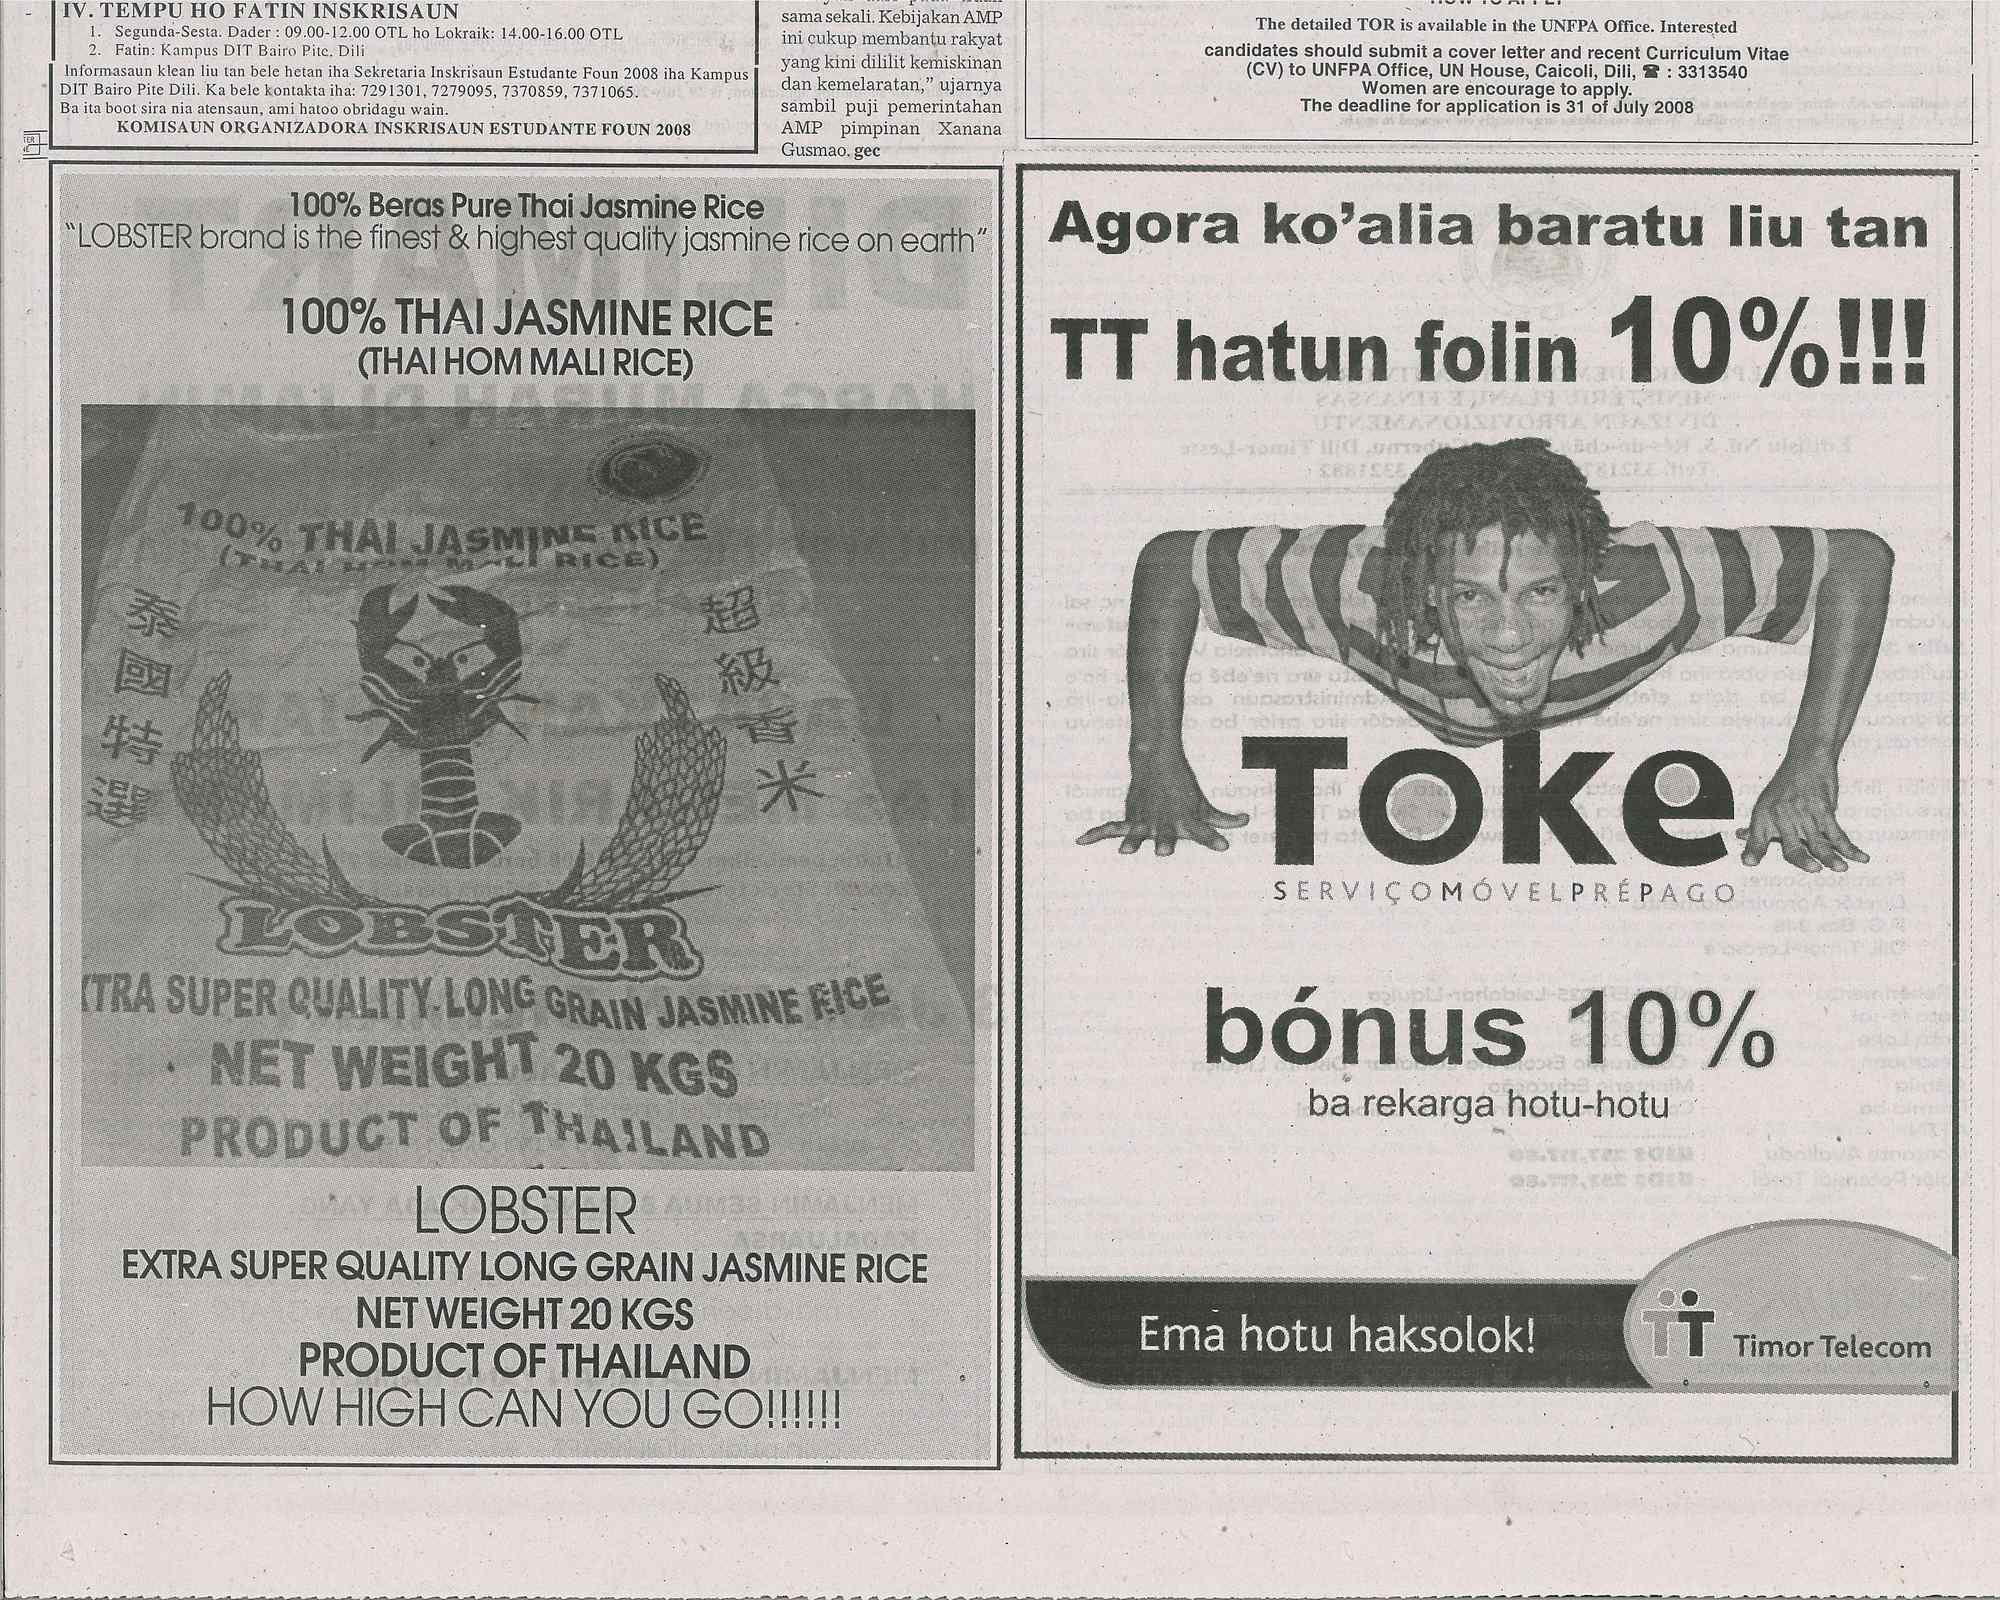 IV. TEMPU HO FATIN INSKRISAUN
1. Segunda-Sesta. Dader : 09.00-12.00 OTL ho Lokraik: 14.00-16.00 OTL
2. Fatin: Kampus DIT Bairo Pite. Dili
Informasaun klean liu tan bele hetan iha Sekretaria Inskrisaun Estudante Foun 2008 iha Kampus
DIT Bairo Pite Dili. Ka bele kontakta iha: 7291301, 7279095, 7370859, 7371065.
Ba ita boot sira nia atensaun, ami hatoo obridagu wain.
KOMISAUN ORGANIZADORA INSKRISAUN ESTUDANTE FOUN 2008
sama sekali. Kebijakan AMP
ini cukup membantu rakyat
yang kini dililit kemiskinan
dan kemelaratan,” ujarnya
sambil puji pemerintahan
AMP pimpinan Xanana
Gusmao. gec
HOW TO APPLY
The detailed TOR is available in the UNFPA Office. Interested
candidates should submit a cover letter and recent Curriculum Vitae
(CV) to UNFPA Office, UN House, Caicoli, Dili, ☎ : 3313540
Women are encourage to apply.
The deadline for application is 31 of July 2008
100% Beras Pure Thai Jasmine Rice
“LOBSTER brand is the finest & highest quality jasmine rice on earth”
100% THAI JASMINE RICE
(THAI HOM MALI RICE)
100% THAI JASMINE RICE
(THAI HOM MALI RICE)
泰國特選
超級香米
LOBSTER
XTRA SUPER QUALITY LONG GRAIN JASMINE RICE
NET WEIGHT 20 KGS
PRODUCT OF THAILAND
LOBSTER
EXTRA SUPER QUALITY LONG GRAIN JASMINE RICE
NET WEIGHT 20 KGS
PRODUCT OF THAILAND
HOW HIGH CAN YOU GO!!!!!!
Agora ko’alia baratu liu tan
TT hatun folin 10%!!!
Toke
SERVIÇOMÓVELPRÉPAGO
bónus 10%
ba rekarga hotu-hotu
Ema hotu haksolok!
TT Timor Telecom